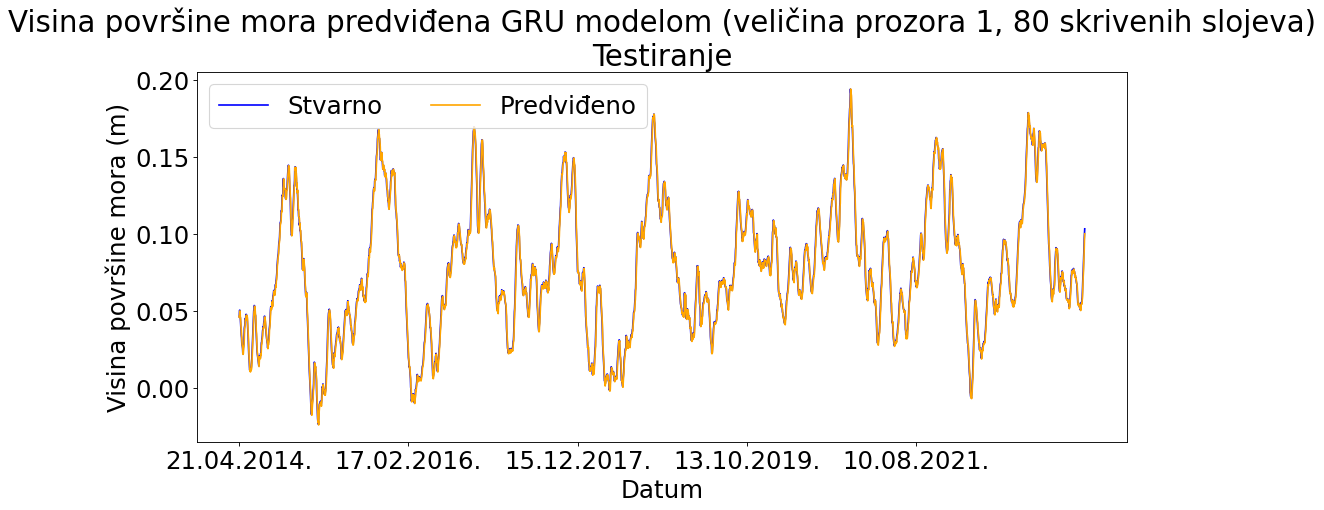 Visina površine mora predviđena GRU modelom (veličina prozora 1, 80 skrivenih slojeva)
Testiranje
Stvarno
Predviđeno
Visina površine mora (m)
0.20
0.15
0.10
0.05
0.00
21.04.2014.
17.02.2016.
15.12.2017.
13.10.2019.
10.08.2021.
Datum